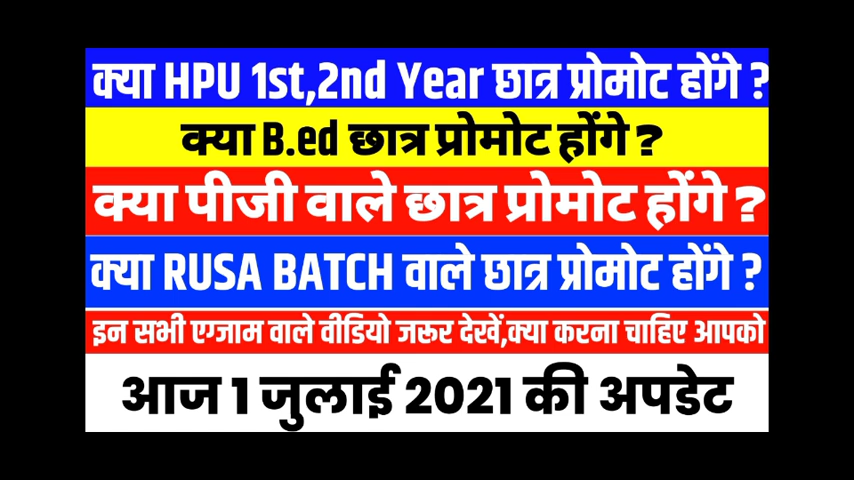 क्या HPU 1st,2nd Year छात्र प्रोमोट होंगे ?
क्या B.ed छात्र प्रोमोट होंगे ?
क्या पीजी वाले छात्र प्रोमोट होंगे ?
क्या RUSA BATCH वाले छात्र प्रोमोट होंगे ?
इन सभी एग्जाम वाले वीडियो जरूर देखें,क्या करना चाहिए आपको
आज 1 जुलाई 2021 की अपडेट